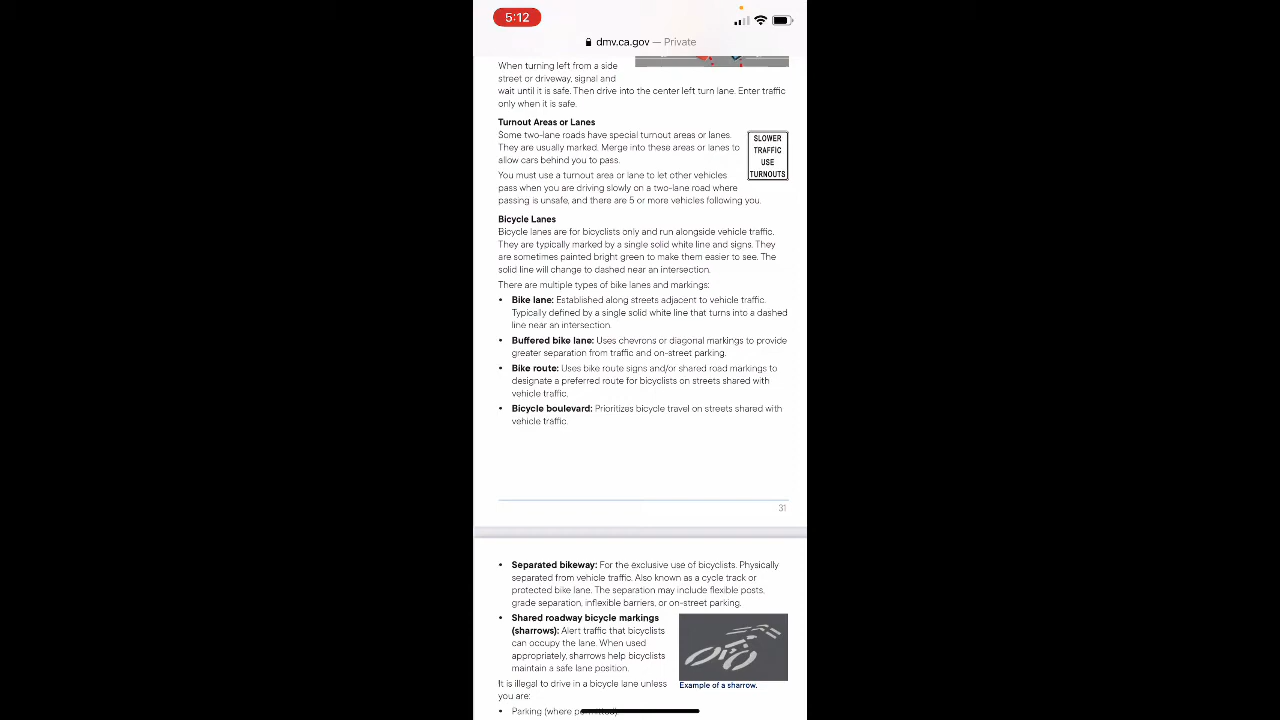 5:12
dmv.ca.gov — Private
When turning left from a side
street or driveway, signal and
wait until it is safe. Then drive into the center left turn lane. Enter traffic
only when it is safe.
Turnout Areas or Lanes
Some two-lane roads have special turnout areas or lanes.
They are usually marked. Merge into these areas or lanes to
allow cars behind you to pass.
SLOWER
TRAFFIC
USE
TURNOUTS
You must use a turnout area or lane to let other vehicles
pass when you are driving slowly on a two-lane road where
passing is unsafe, and there are 5 or more vehicles following you.
Bicycle Lanes
Bicycle lanes are for bicyclists only and run alongside vehicle traffic.
They are typically marked by a single solid white line and signs. They
are sometimes painted bright green to make them easier to see. The
solid line will change to dashed near an intersection.
There are multiple types of bike lanes and markings:
• Bike lane: Established along streets adjacent to vehicle traffic.
Typically defined by a single solid white line that turns into a dashed
line near an intersection.
• Buffered bike lane: Uses chevrons or diagonal markings to provide
greater separation from traffic and on-street parking.
• Bike route: Uses bike route signs and/or shared road markings to
designate a preferred route for bicyclists on streets shared with
vehicle traffic.
• Bicycle boulevard: Prioritizes bicycle travel on streets shared with
vehicle traffic.
31
• Separated bikeway: For the exclusive use of bicyclists. Physically
separated from vehicle traffic. Also known as a cycle track or
protected bike lane. The separation may include flexible posts,
grade separation, inflexible barriers, or on-street parking.
• Shared roadway bicycle markings
(sharrows): Alert traffic that bicyclists
can occupy the lane. When used
appropriately, sharrows help bicyclists
maintain a safe lane position.
Example of a sharrow.
It is illegal to drive in a bicycle lane unless
you are:
• Parking (where permitted).